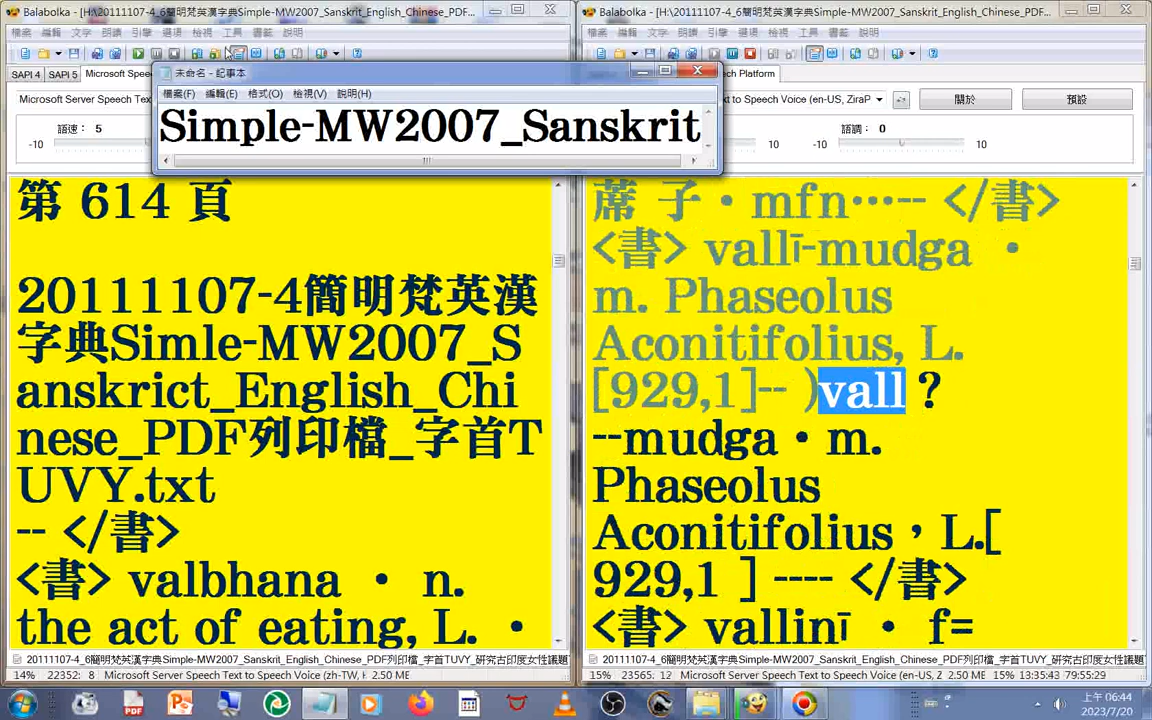 Balabolka - [H:\20111107-4_6簡明梵英漢字典Simple-MW2007_Sanskrit_English_Chinese_PDF...
檔案 編輯 文字 朗讀 引擎 選項 檢視 工具 書籤 說明
SAPI 4 SAPI 5 Microsoft Speech
Microsoft Server Speech Text
語速： 5
-10
未命名 - 記事本
檔案(F) 編輯(E) 格式(O) 檢視(V) 說明(H)
Simple-MW2007_Sanskrit
第 614 頁
20111107-4簡明梵英漢
字典Simle-MW2007_S
anskrict_English_Chi
nese_PDF列印檔_字首T
UVY.txt
-- </書>
<書> valbhana • n.
the act of eating, L. •
20111107-4_6簡明梵英漢字典Simple-MW2007_Sanskrit_English_Chinese_PDF列印檔_字首TUVY_研究古印度女性議題
14% 22352: 8 Microsoft Server Speech Text to Speech Voice (zh-TW, H 2.50 MB
Balabolka - [H:\20111107-4_6簡明梵英漢字典Simple-MW2007_Sanskrit_English_Chinese_PDF...
檔案 編輯 文字 朗讀 引擎 選項 檢視 工具 書籤 說明
ch Platform
t to Speech Voice (en-US, ZiraP
關於
預設
10
語調： 0
-10
10
蓆 子•mfn…-- </書>
<書> vallī-mudga •
m. Phaseolus
Aconitifolius, L.
[929,1]-- )vall？
--mudga•m.
Phaseolus
Aconitifolius，L.[
929,1 ] ---- </書>
<書> vallinī • f=
20111107-4_6簡明梵英漢字典Simple-MW2007_Sanskrit_English_Chinese_PDF列印檔_字首TUVY_研究古印度女性議題
15% 23565: 12 Microsoft Server Speech Text to Speech Voice (en-US, Z 2.50 MB 15% 13:35:43 79:55:29
上午 06:44
2023/7/20